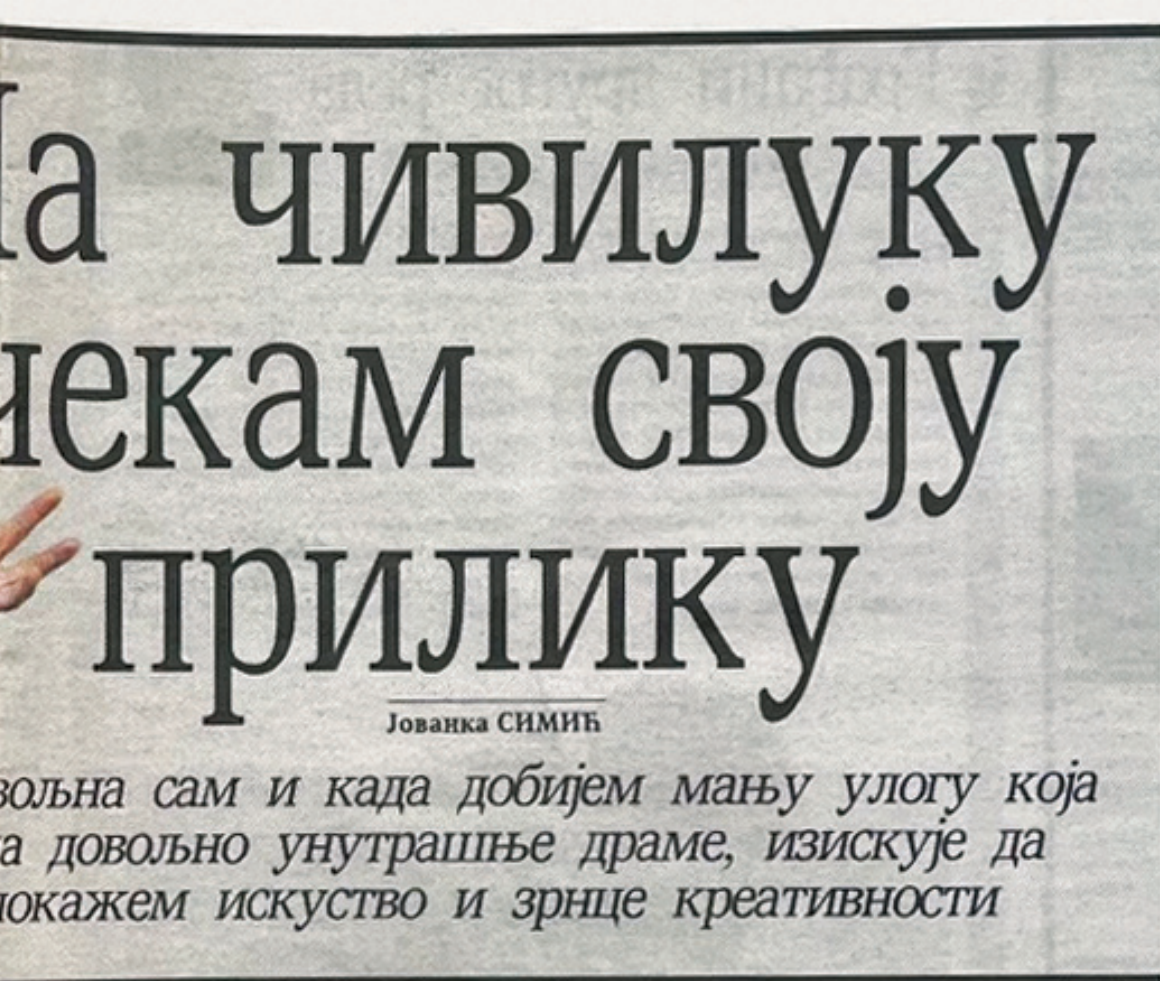 На чивилуку
чекам своју
прилику
Јованка СИМИЋ
вољна сам и када добијем мању улогу која
а довољно унутрашње драме, изискује да
покажем искуство и зрнце креативности